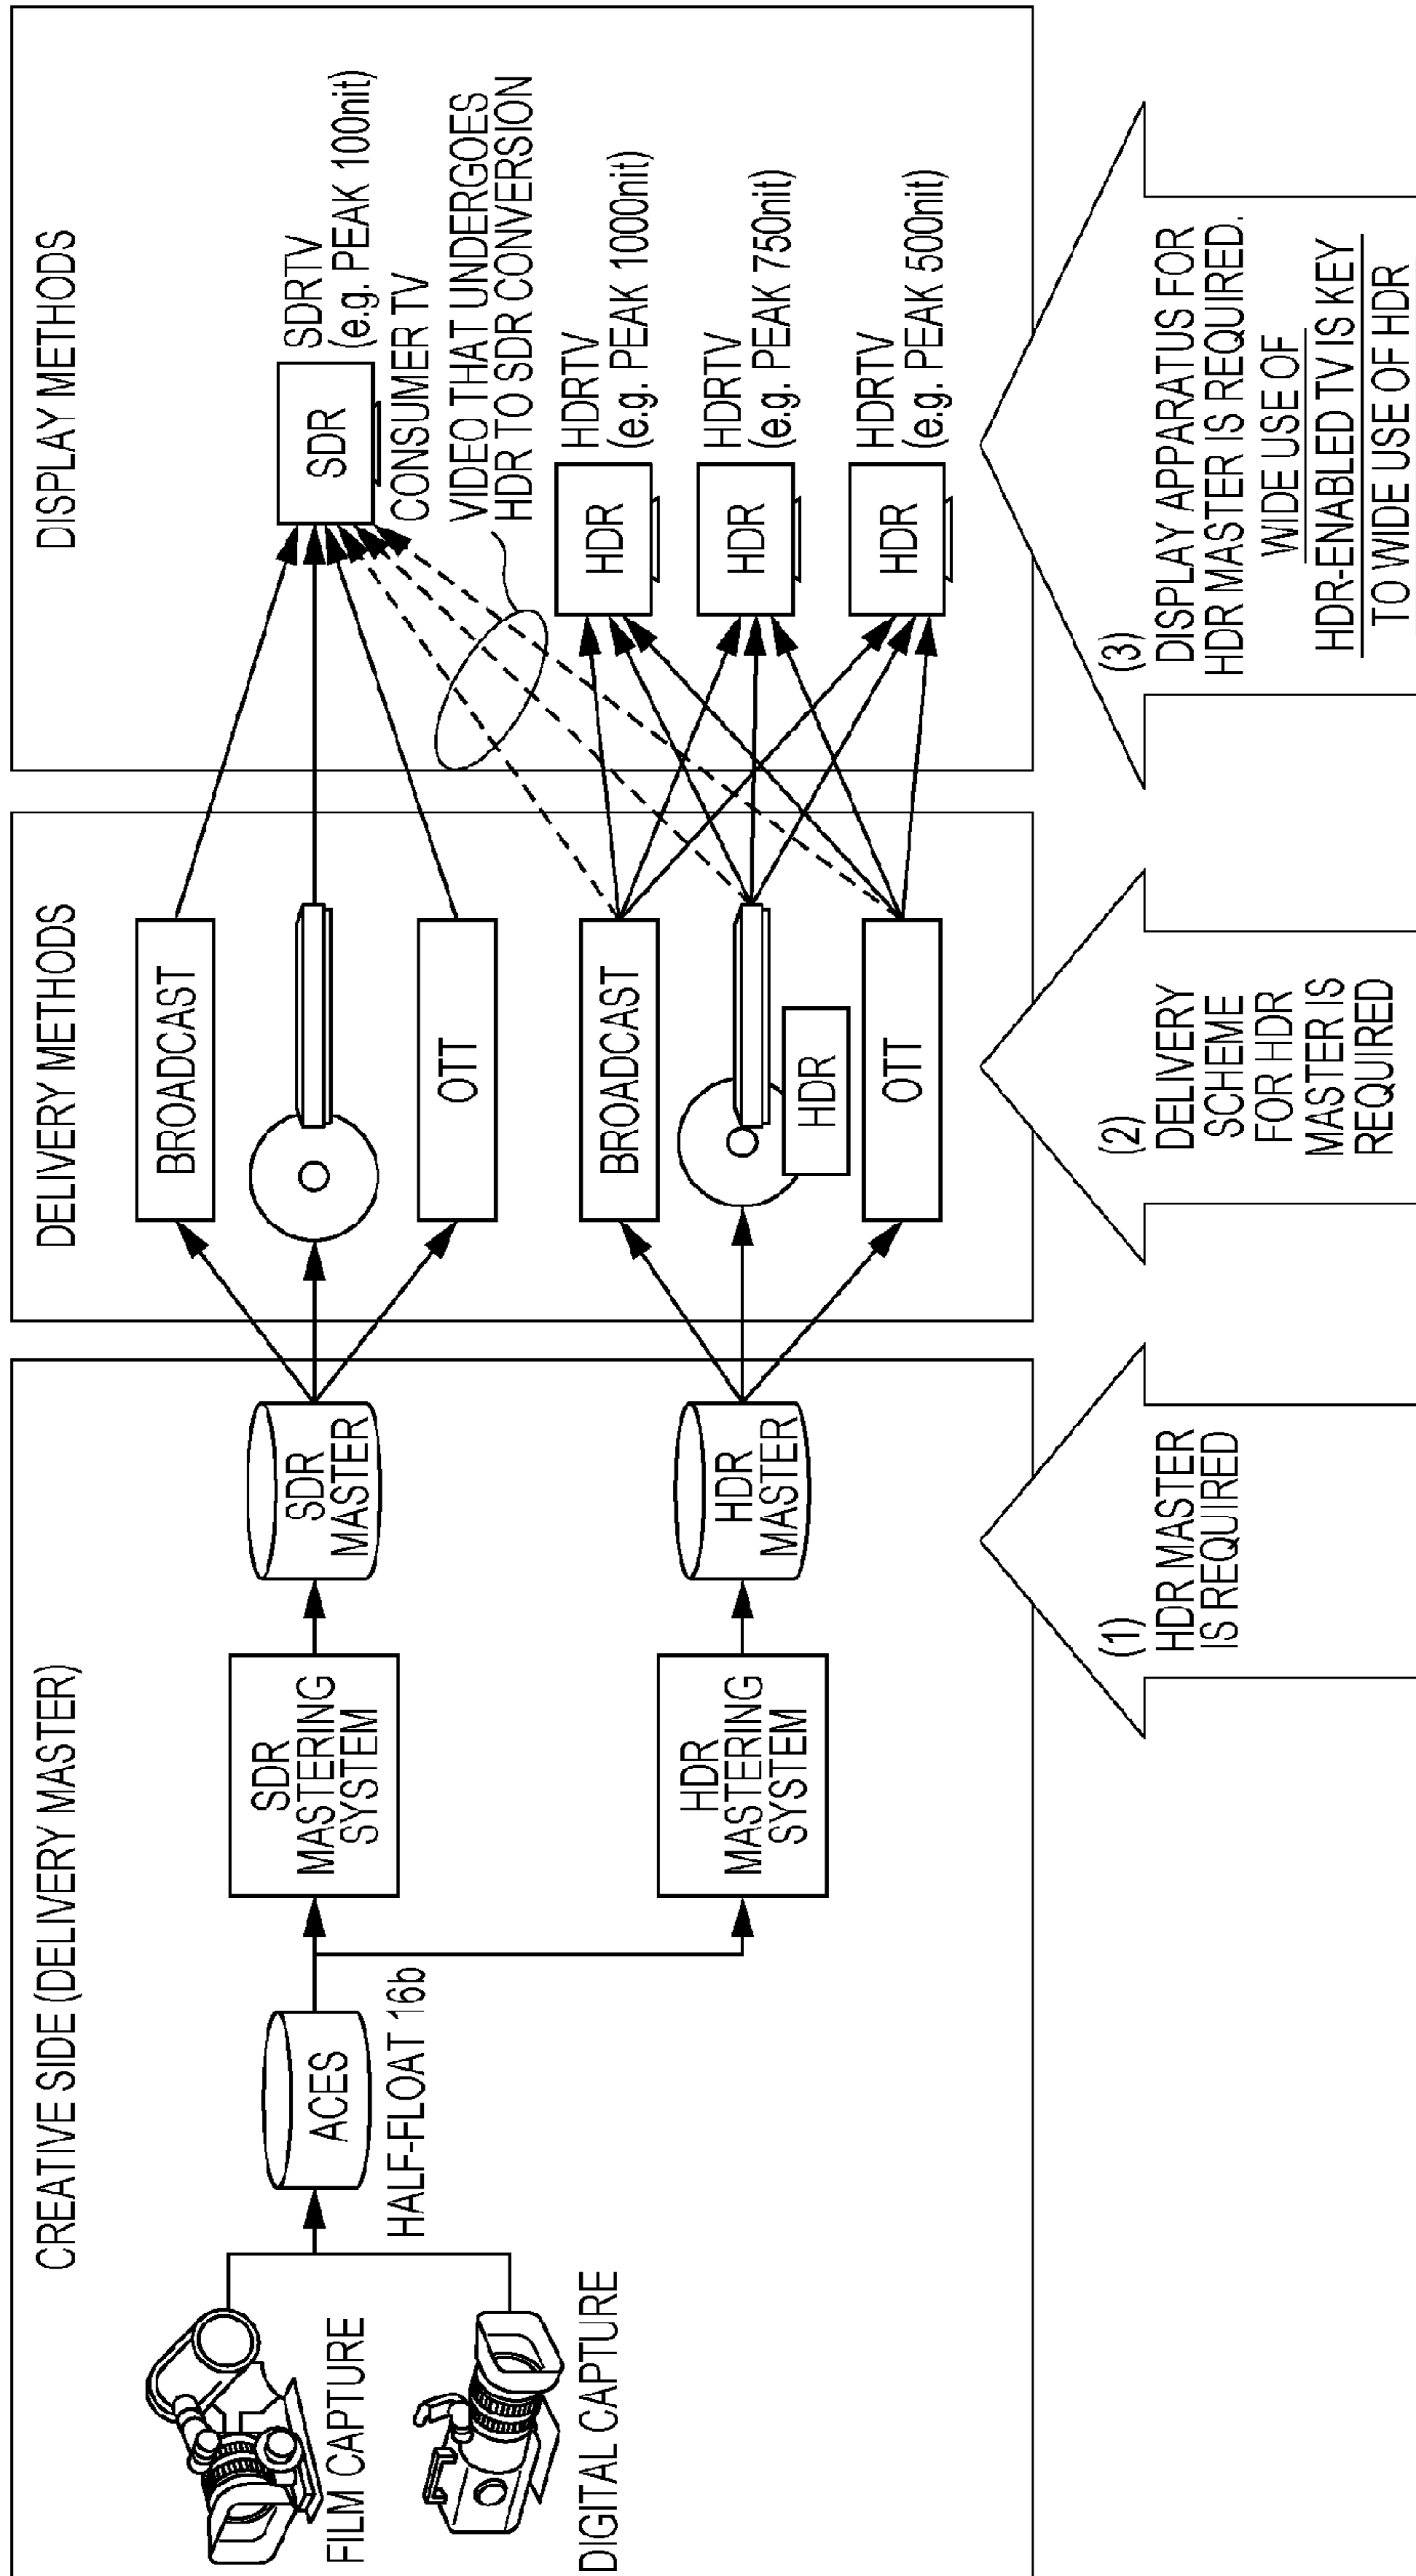 CREATIVE SIDE (DELIVERY MASTER)
FILM CAPTURE
DIGITAL CAPTURE
ACES
HALF-FLOAT 16b
SDR
MASTERING
SYSTEM
HDR
MASTERING
SYSTEM
SDR
MASTER
HDR
MASTER
DELIVERY METHODS
BROADCAST
OTT
BROADCAST
HDR
OTT
DISPLAY METHODS
SDR
SDRTV
(e.g. PEAK 100nit)
CONSUMER TV
VIDEO THAT UNDERGOES
HDR TO SDR CONVERSION
HDR
HDRTV
(e.g. PEAK 1000nit)
HDR
HDRTV
(e.g. PEAK 750nit)
HDR
HDRTV
(e.g. PEAK 500nit)
(1)
HDR MASTER
IS REQUIRED
(2)
DELIVERY
SCHEME
FOR HDR
MASTER IS
REQUIRED
(3)
DISPLAY APPARATUS FOR
HDR MASTER IS REQUIRED.
WIDE USE OF
HDR-ENABLED TV IS KEY
TO WIDE USE OF HDR